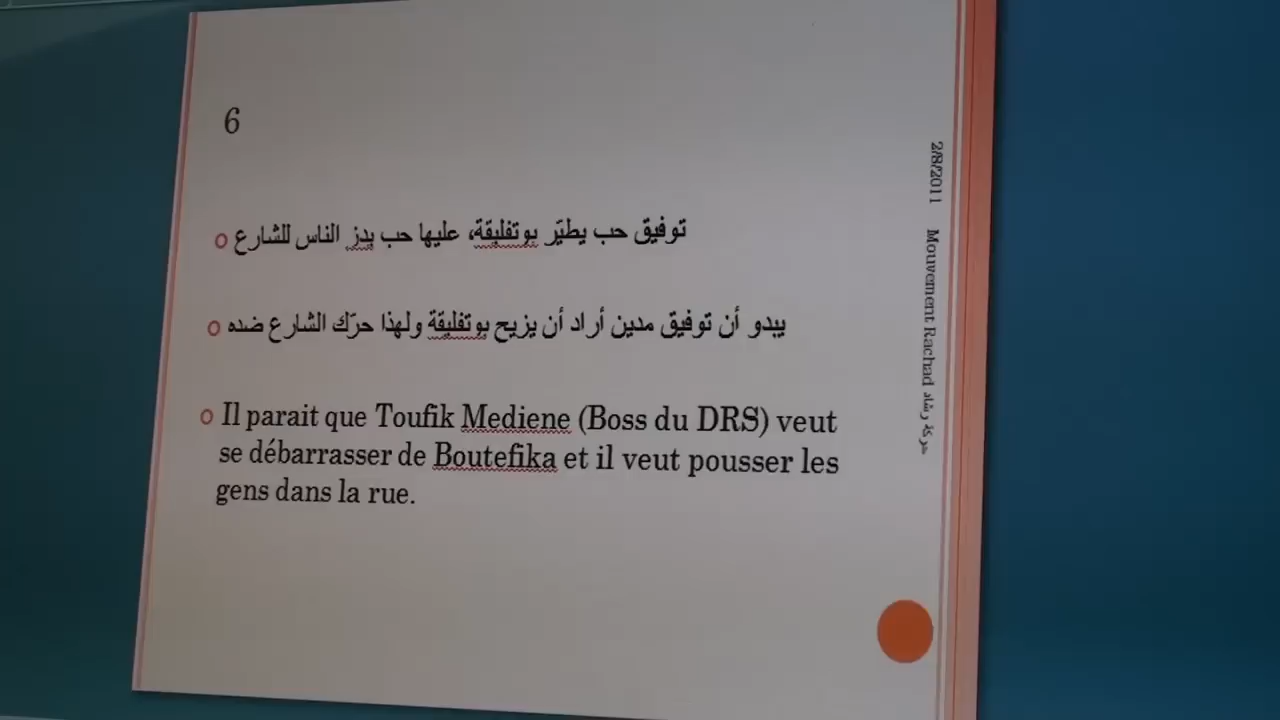 6
توفيق حب يطيّر بوتفليقة، عليها حب يدز الناس للشارع
يبدو أن توفيق مدين أراد أن يزيح بوتفليقة ولهذا حرّك الشارع ضده
Il parait que Toufik Mediene (Boss du DRS) veut
se débarrasser de Boutefika et il veut pousser les
gens dans la rue.
2/8/2011 Mouvement Rachad حركة رشاد